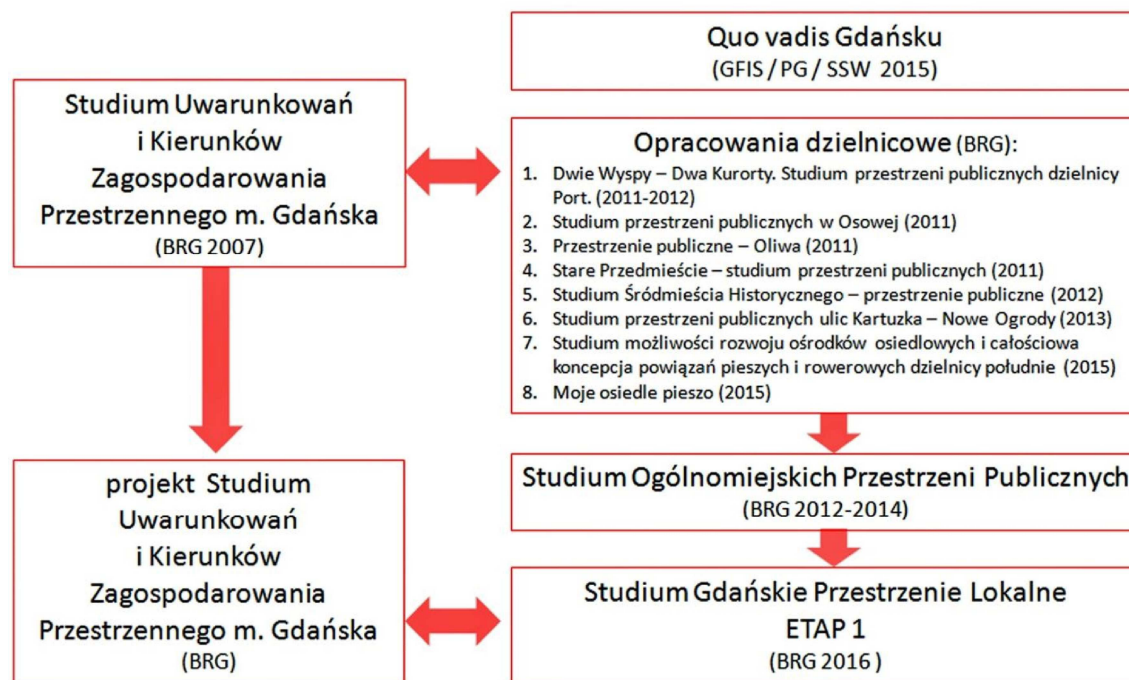 Quo vadis Gdańsku
(GFIS / PG / SSW 2015)
Studium Uwarunkowań
i Kierunków
Zagospodarowania
Przestrzennego m. Gdańska
(BRG 2007)
Opracowania dzielnicowe (BRG):
1. Dwie Wyspy – Dwa Kurorty. Studium przestrzeni publicznych dzielnicy
Port. (2011-2012)
2. Studium przestrzeni publicznych w Osowej (2011)
3. Przestrzenie publiczne – Oliwa (2011)
4. Stare Przedmieście – studium przestrzeni publicznych (2011)
5. Studium Śródmieścia Historycznego – przestrzenie publiczne (2012)
6. Studium przestrzeni publicznych ulic Kartuzka – Nowe Ogrody (2013)
7. Studium możliwości rozwoju ośrodków osiedlowych i całościowa
koncepcja powiązań pieszych i rowerowych dzielnicy południe (2015)
8. Moje osiedle pieszo (2015)
Studium Ogólnomiejskich Przestrzeni Publicznych
(BRG 2012-2014)
projekt Studium
Uwarunkowań
i Kierunków
Zagospodarowania
Przestrzennego m. Gdańska
(BRG)
Studium Gdańskie Przestrzenie Lokalne
ETAP 1
(BRG 2016 )